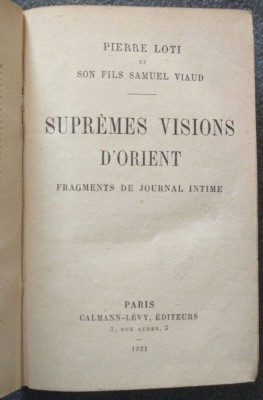 PIERRE LOTI
ET
SON FILS SAMUEL VIAUD
SUPRÊMES VISIONS
D'ORIENT
FRAGMENTS DE JOURNAL INTIME
PARIS
CALMANN-LÉVY, ÉDITEURS
3, RUE AUBER, 3
1921